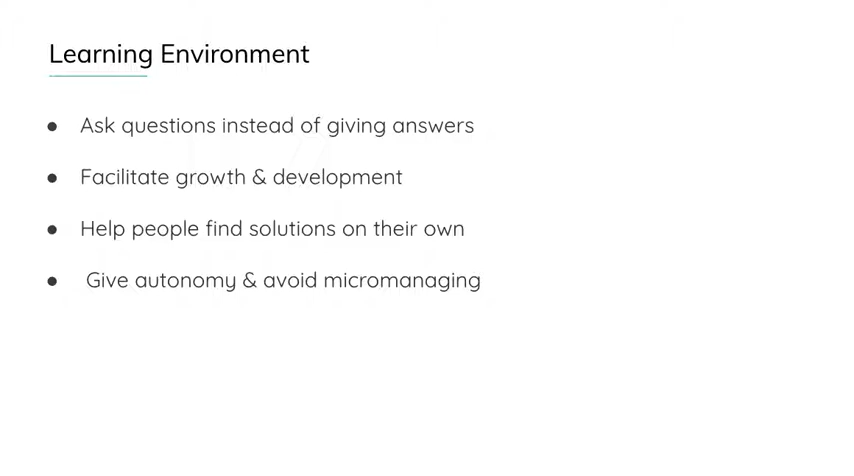 Learning Environment
● Ask questions instead of giving answers
● Facilitate growth & development
● Help people find solutions on their own
● Give autonomy & avoid micromanaging